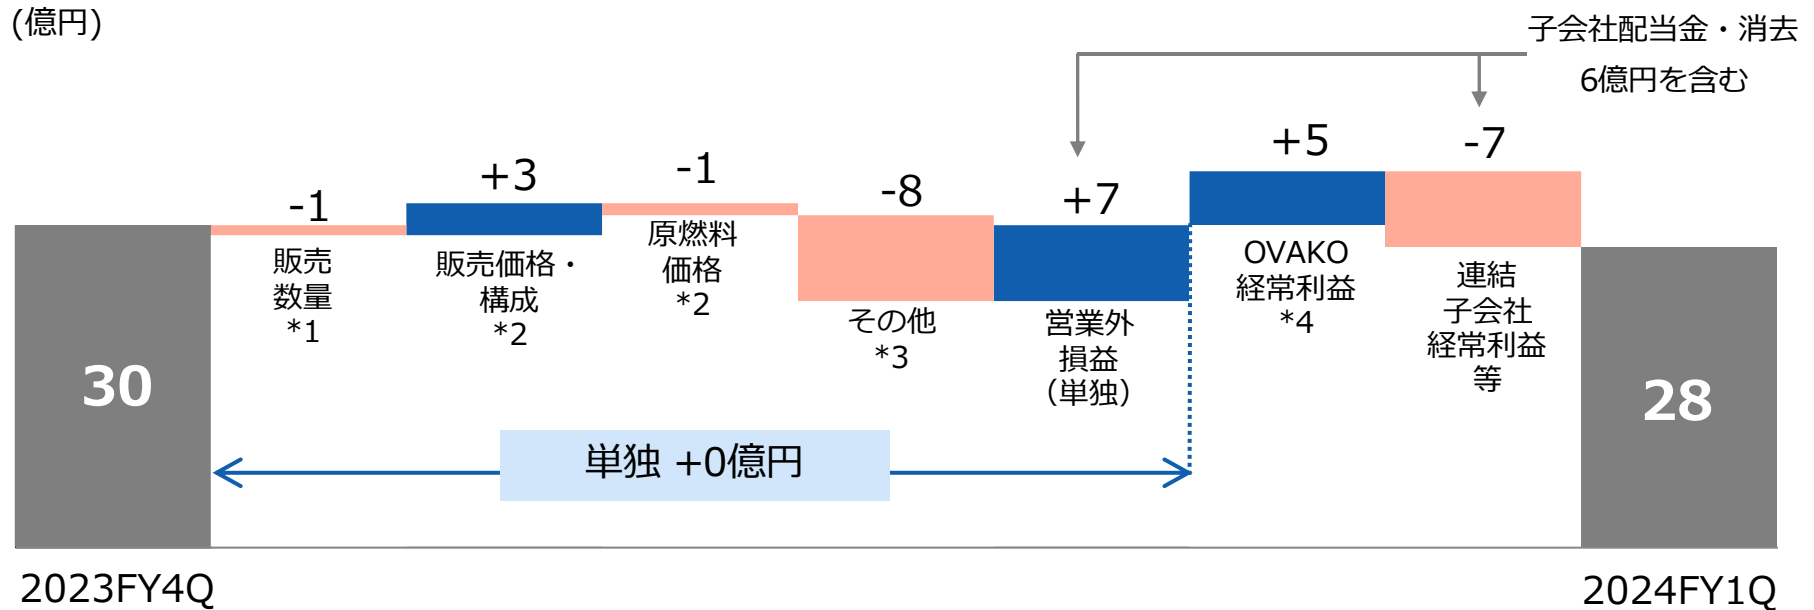 (億円)
子会社配当金・消去
6億円を含む
-1
販売
数量
*1
+3
販売価格・
構成
*2
-1
原燃料
価格
*2
-8
その他
*3
+7
営業外
損益
（単独）
+5
OVAKO
経常利益
*4
-7
連結
子会社
経常利益
等
30
28
単独 +0億円
2023FY4Q
2024FY1Q